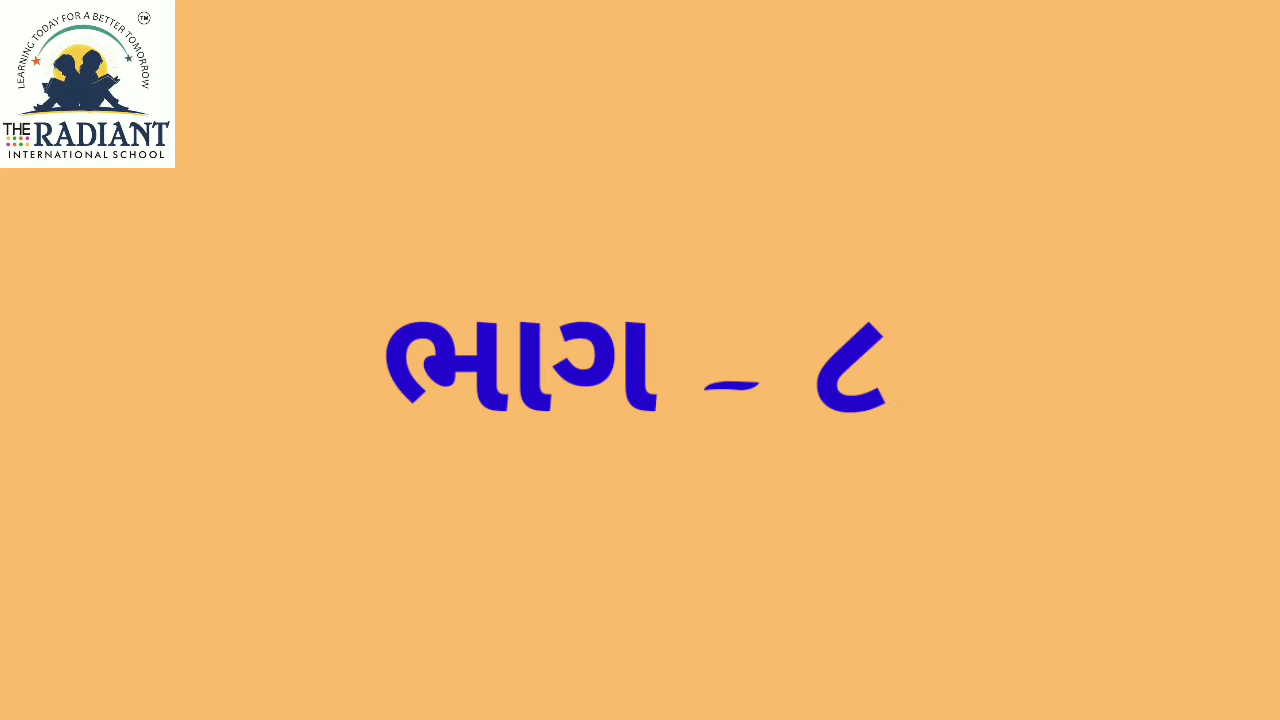 LEARNING TODAY FOR A BETTER TOMORROW
TM
THE RADIANT
INTERNATIONAL SCHOOL
ભાગ - ૮